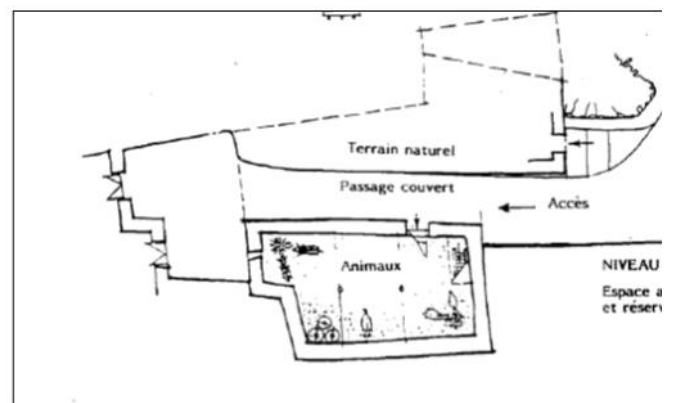 Terrain naturel
Passage couvert
Accès
Animaux
NIVEAU
Espace a
et réserv